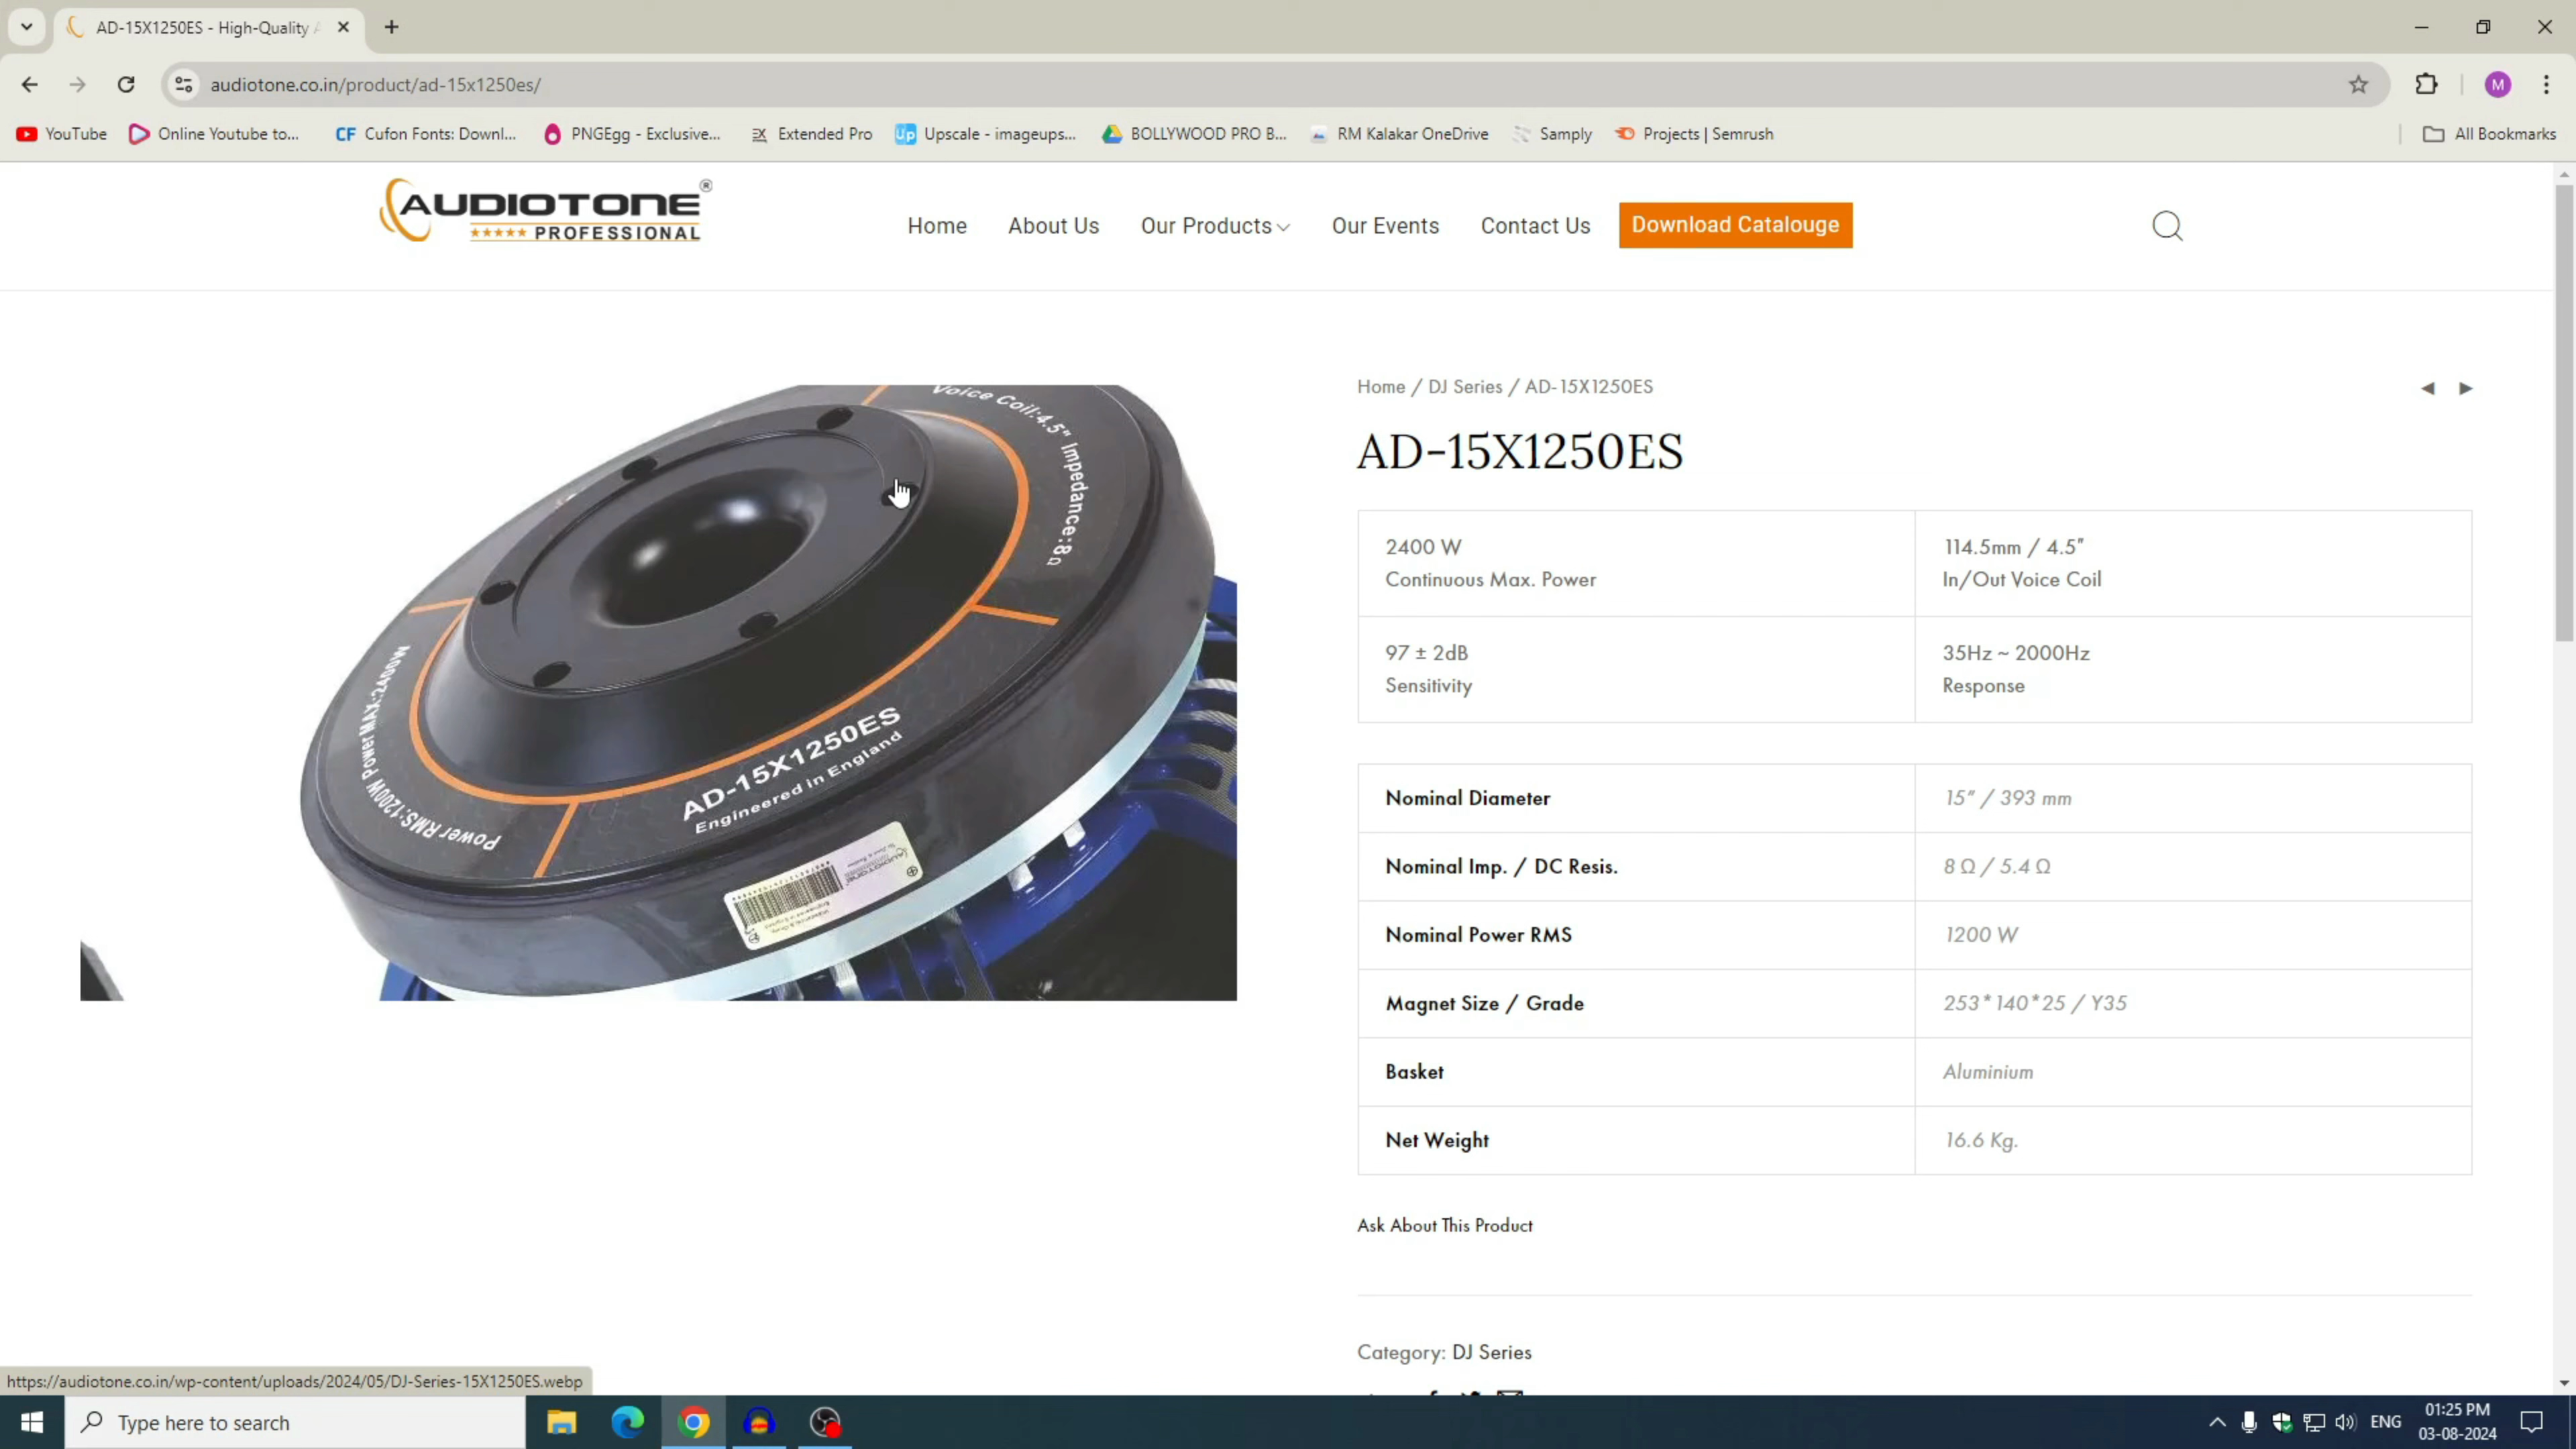 AD-15X1250ES - High-Quality A
audiotone.co.in/product/ad-15x1250es/
YouTube
Online Youtube to...
CF Cufon Fonts: Downl...
PNGEgg - Exclusive...
EX Extended Pro
Up Upscale - imageups...
BOLLYWOOD PRO B...
RM Kalakar OneDrive
Samply
Projects | Semrush
All Bookmarks
M
AUDIOTONE®
PROFESSIONAL
Home
About Us
Our Products
Our Events
Contact Us
Download Catalouge
Voice Coil:4.5" Impedance:8Ω
Power RMS:1200W Power MAX:2400W
AD-15X1250ES
Engineered in England
Home / DJ Series / AD-15X1250ES
AD-15X1250ES
2400 W
Continuous Max. Power
114.5mm / 4.5″
In/Out Voice Coil
97 ± 2dB
Sensitivity
35Hz ~ 2000Hz
Response
Nominal Diameter 15″ / 393 mm
Nominal Imp. / DC Resis. 8 Ω / 5.4 Ω
Nominal Power RMS 1200 W
Magnet Size / Grade 253*140*25 / Y35
Basket Aluminium
Net Weight 16.6 Kg.
Ask About This Product
Category: DJ Series
https://audiotone.co.in/wp-content/uploads/2024/05/DJ-Series-15X1250ES.webp
Type here to search
ENG
01:25 PM
03-08-2024